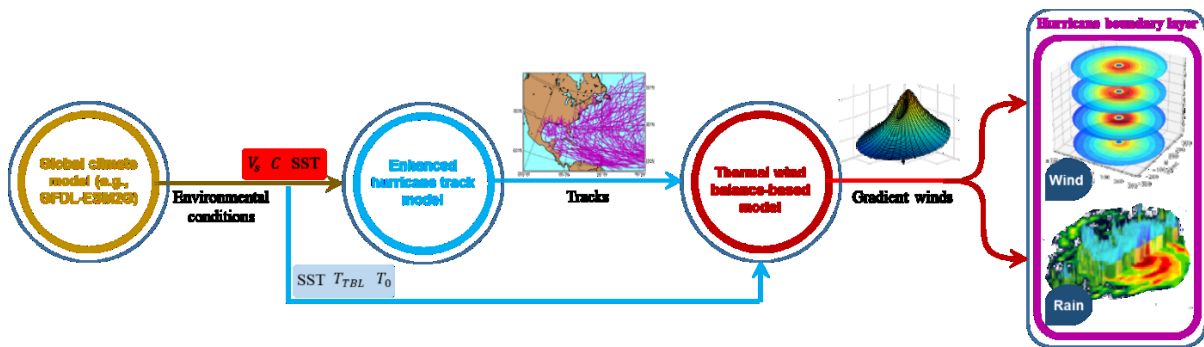 Hurricane boundary layer
Global climate
model (e.g.,
GFDL-ESM2G)
V_s C SST
Environmental
conditions
Enhanced
hurricane track
model
Tracks
Thermal wind
balance-based
model
Gradient winds
Wind
Rain
SST T_TBL T_0